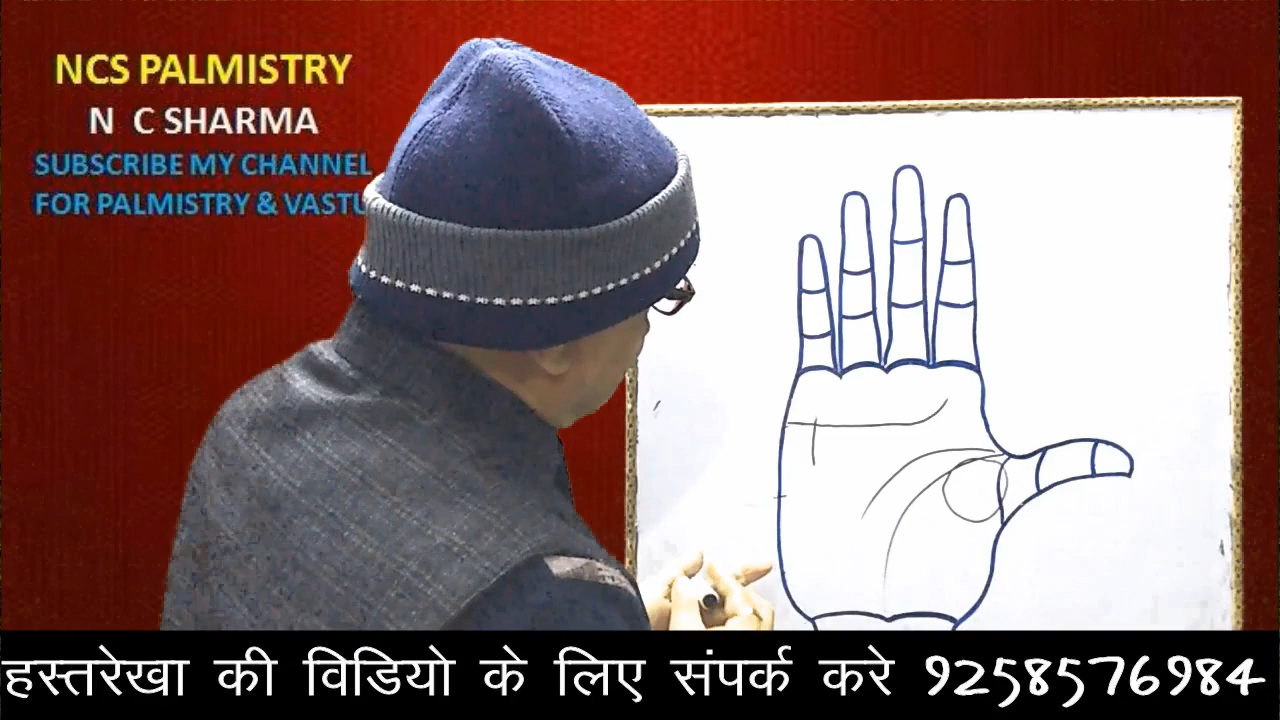 NCS PALMISTRY
N C SHARMA
SUBSCRIBE MY CHANNEL
FOR PALMISTRY & VASTU
हस्तरेखा की विडियो के लिए संपर्क करे 9258576984